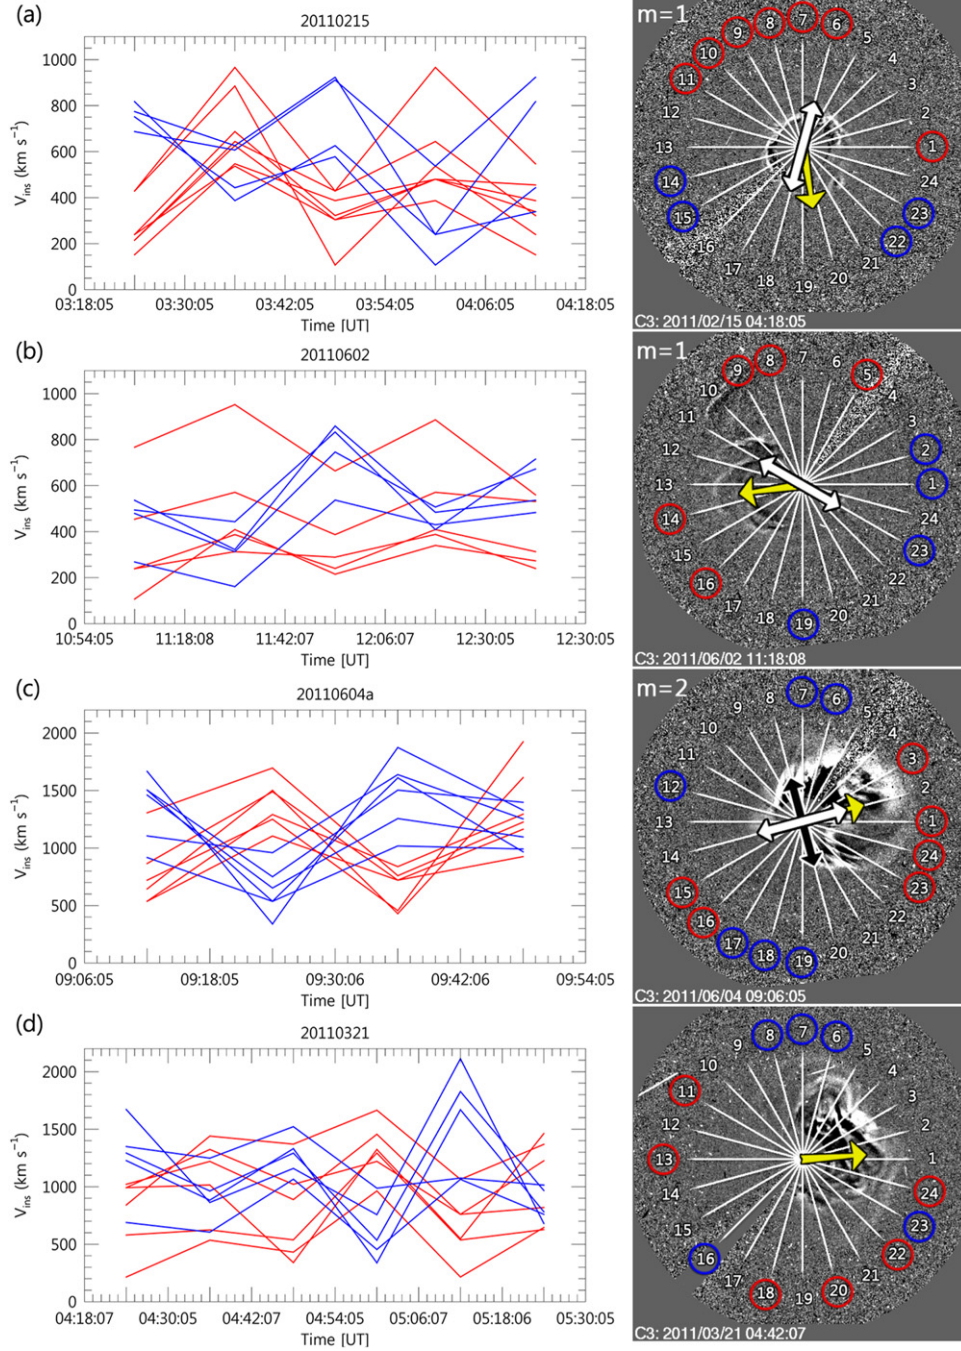 (a)
20110215
1000
800
600
400
200
0
V_ins (km s⁻¹)
03:18:05 03:30:05 03:42:05 03:54:05 04:06:05 04:18:05
Time [UT]
m=1
1 2 3 4 5 6 7 8 9 10 11 12 13 14 15 16 17 18 19 20 21 22 23 24
C3: 2011/02/15 04:18:05
(b)
20110602
1000
800
600
400
200
0
V_ins (km s⁻¹)
10:54:05 11:18:08 11:42:07 12:06:07 12:30:05 12:30:05
Time [UT]
m=1
1 2 3 4 5 6 7 8 9 10 11 12 13 14 15 16 17 18 19 20 21 22 23 24
C3: 2011/06/02 11:18:08
(c)
20110604a
2000
1500
1000
500
0
V_ins (km s⁻¹)
09:06:05 09:18:05 09:30:06 09:42:06 09:54:05
Time [UT]
m=2
1 2 3 4 5 6 7 8 9 10 11 12 13 14 15 16 17 18 19 20 21 22 23 24
C3: 2011/06/04 09:06:05
(d)
20110321
2000
1500
1000
500
0
V_ins (km s⁻¹)
04:18:07 04:30:05 04:42:07 04:54:05 05:06:07 05:18:06 05:30:05
Time [UT]
1 2 3 4 5 6 7 8 9 10 11 12 13 14 15 16 17 18 19 20 21 22 23 24
C3: 2011/03/21 04:42:07